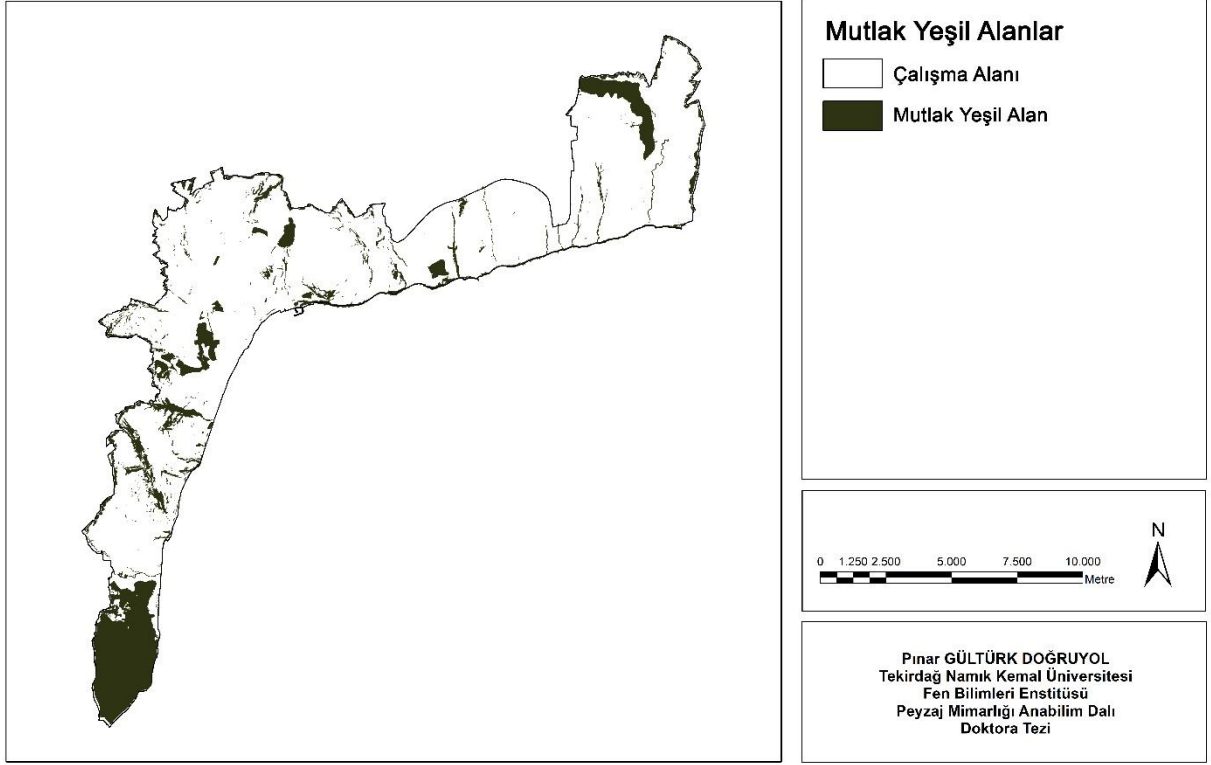 Mutlak Yeşil Alanlar
Çalışma Alanı
Mutlak Yeşil Alan
N
0 1.250 2.500 5.000 7.500 10.000
Metre
Pınar GÜLTÜRK DOĞRUYOL
Tekirdağ Namık Kemal Üniversitesi
Fen Bilimleri Enstitüsü
Peyzaj Mimarlığı Anabilim Dalı
Doktora Tezi